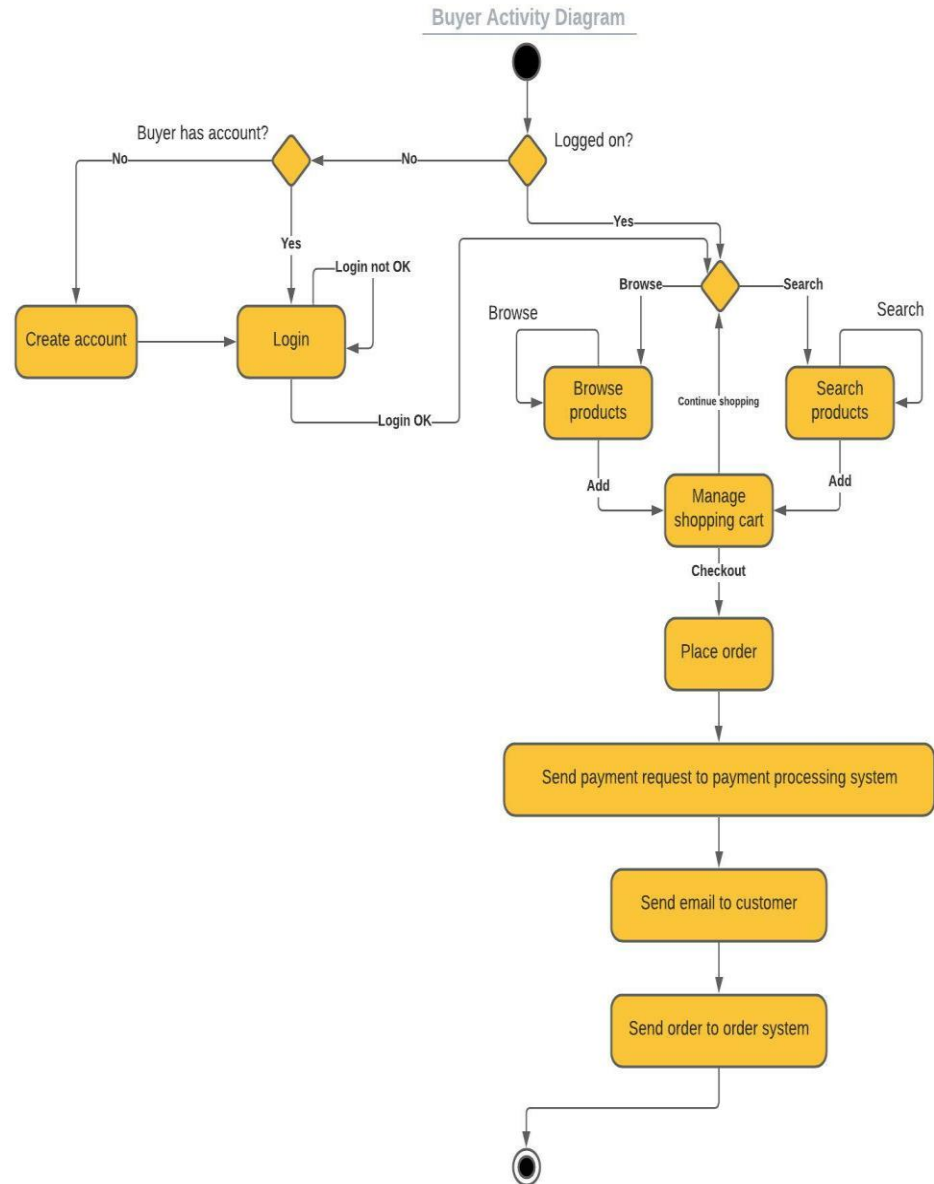 Buyer Activity Diagram
Buyer has account?
Logged on?
No
No
Yes
Yes
Login not OK
Browse
Search
Browse
Search
Create account
Login
Browse
products
Continue shopping
Search
products
Login OK
Add
Add
Manage
shopping cart
Checkout
Place order
Send payment request to payment processing system
Send email to customer
Send order to order system